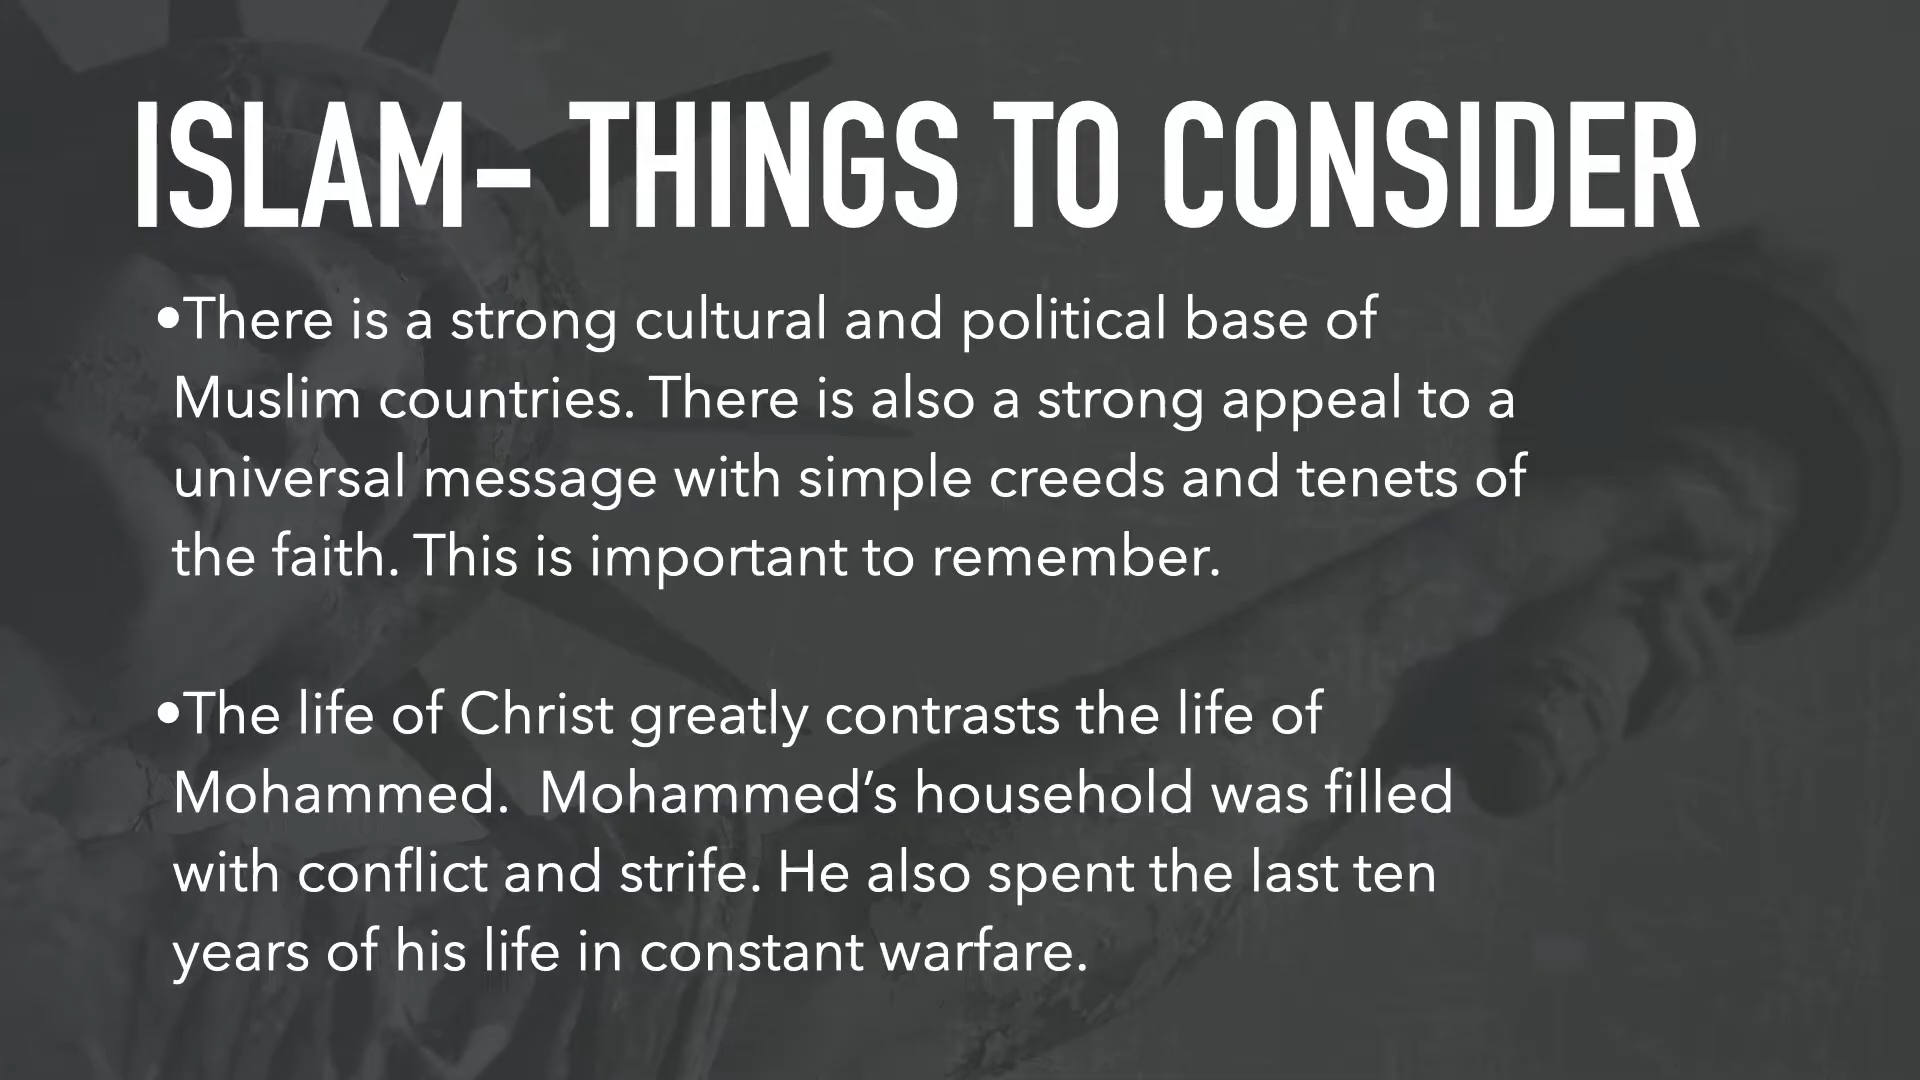 ISLAM– THINGS TO CONSIDER
•There is a strong cultural and political base of
Muslim countries. There is also a strong appeal to a
universal message with simple creeds and tenets of
the faith. This is important to remember.
•The life of Christ greatly contrasts the life of
Mohammed.  Mohammed’s household was filled
with conflict and strife. He also spent the last ten
years of his life in constant warfare.